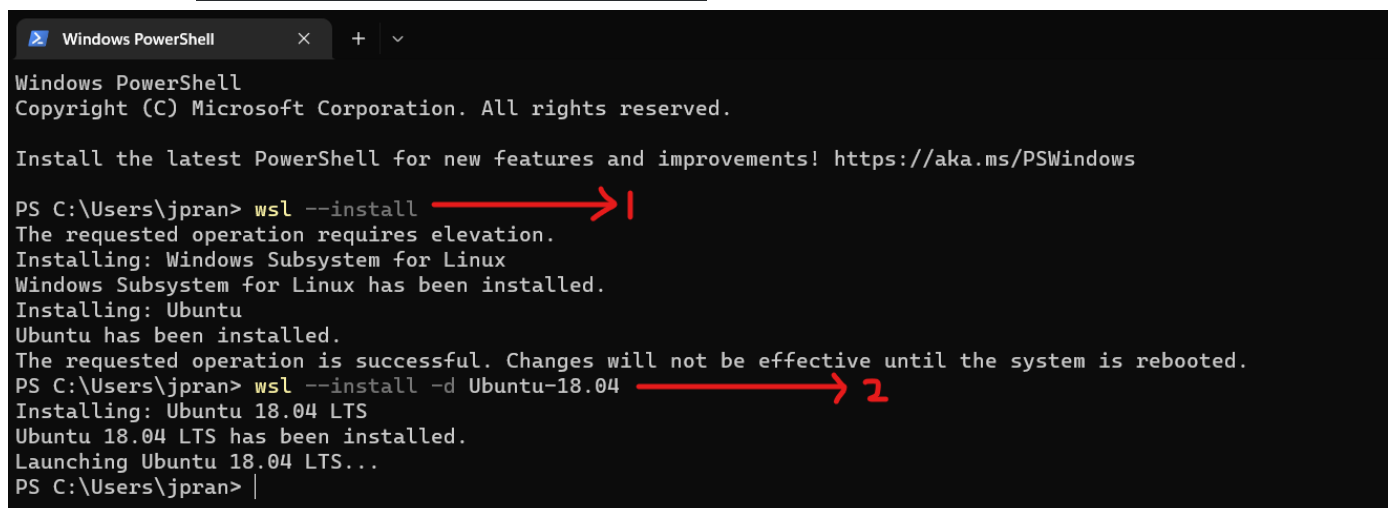 Windows PowerShell
Windows PowerShell
Copyright (C) Microsoft Corporation. All rights reserved.
Install the latest PowerShell for new features and improvements! https://aka.ms/PSWindows
PS C:\Users\jpran> wsl --install 1
The requested operation requires elevation.
Installing: Windows Subsystem for Linux
Windows Subsystem for Linux has been installed.
Installing: Ubuntu
Ubuntu has been installed.
The requested operation is successful. Changes will not be effective until the system is rebooted.
PS C:\Users\jpran> wsl --install -d Ubuntu-18.04 2
Installing: Ubuntu 18.04 LTS
Ubuntu 18.04 LTS has been installed.
Launching Ubuntu 18.04 LTS...
PS C:\Users\jpran>